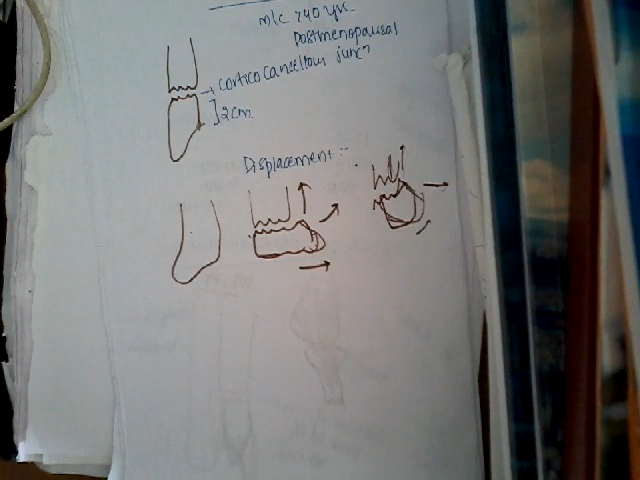 m/c >40 yrs.
Postmenopausal
→ cortico cancellous junc?
]2cm.
Displacement :-